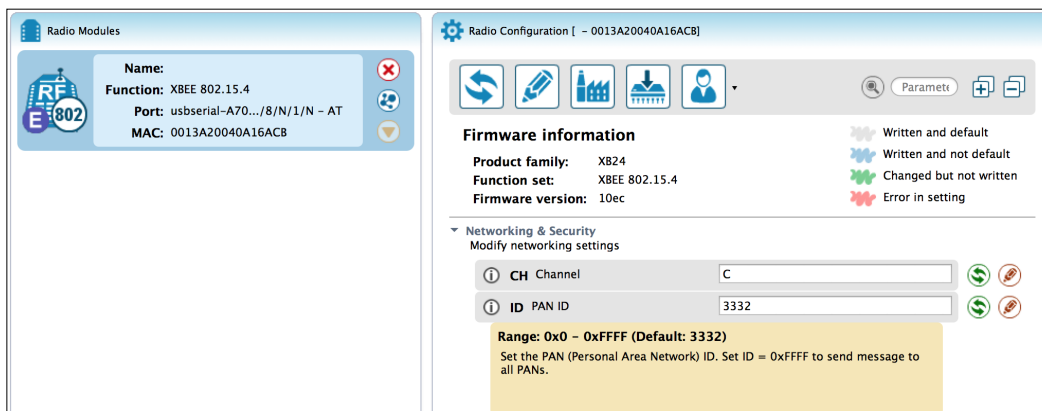 Radio Modules
Name:
Function: XBEE 802.15.4
Port: usbserial-A70.../8/N/1/N - AT
MAC: 0013A20040A16ACB
RF
E
802
Radio Configuration [ - 0013A20040A16ACB]
Paramete
Firmware information
Product family: XB24
Function set: XBEE 802.15.4
Firmware version: 10ec
Written and default
Written and not default
Changed but not written
Error in setting
Networking & Security
Modify networking settings
i CH Channel C
i ID PAN ID 3332
Range: 0x0 - 0xFFFF (Default: 3332)
Set the PAN (Personal Area Network) ID. Set ID = 0xFFFF to send message to
all PANs.